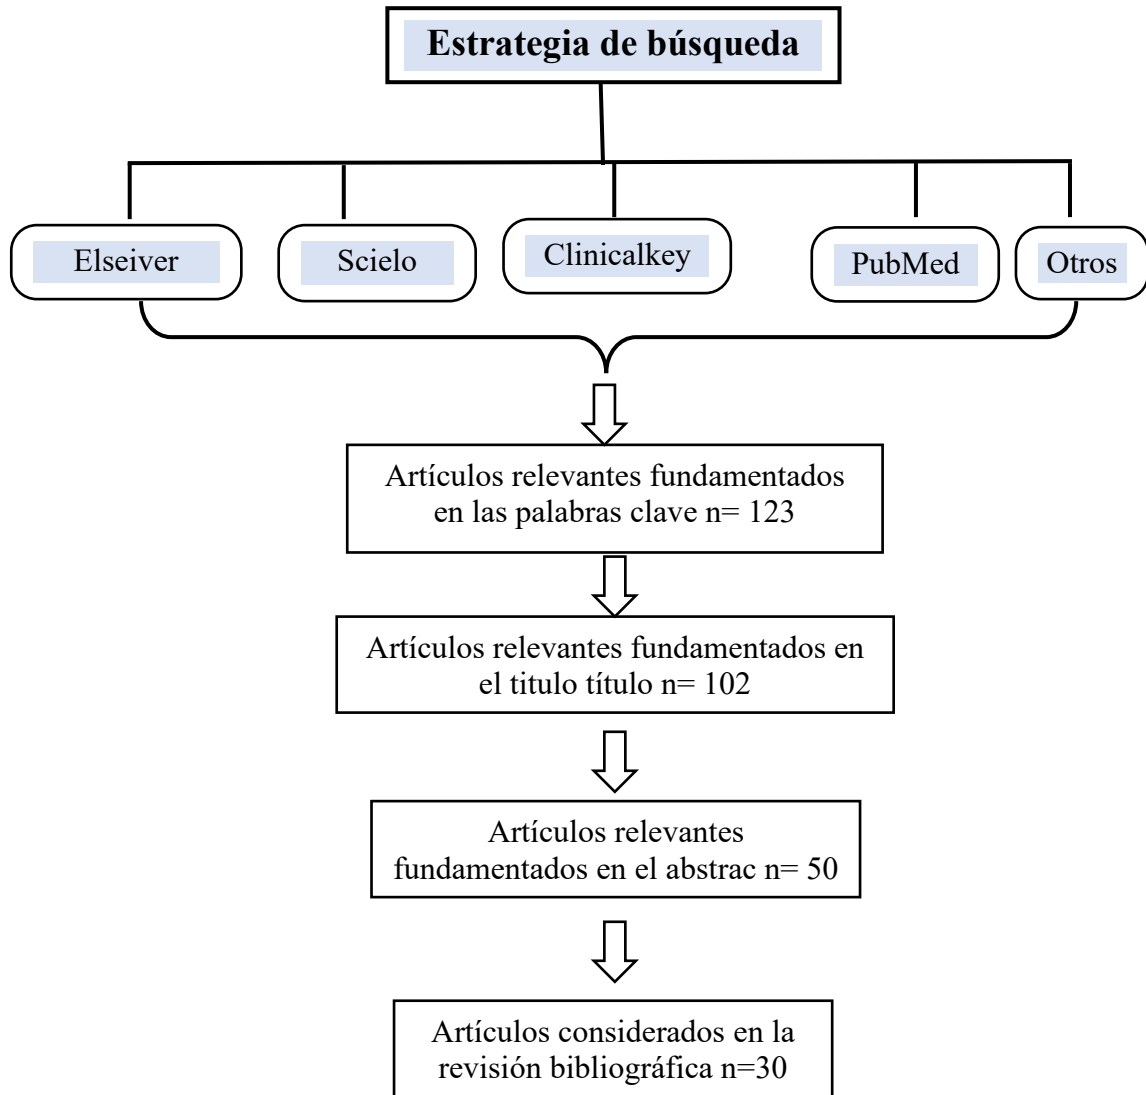 Estrategia de búsqueda
Elseiver
Scielo
Clinicalkey
PubMed
Otros
Artículos relevantes fundamentados
en las palabras clave n= 123
Artículos relevantes fundamentados en
el titulo título n= 102
Artículos relevantes
fundamentados en el abstrac n= 50
Artículos considerados en la
revisión bibliográfica n=30